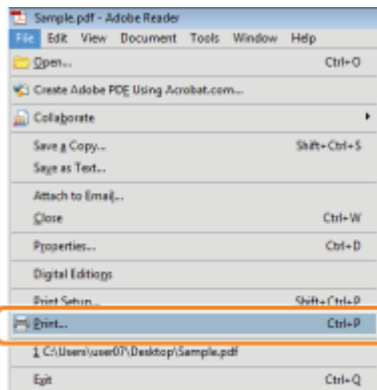 Sample.pdf - Adobe Reader
File Edit View Document Tools Window Help
Open... Ctrl+O
Create Adobe PDF Using Acrobat.com...
Collaborate
Save a Copy... Shift+Ctrl+S
Save as Text...
Attach to Email...
Close Ctrl+W
Properties... Ctrl+D
Digital Editions
Print Setup... Shift+Ctrl+P
Print... Ctrl+P
1 C:\Users\user07\Desktop\Sample.pdf
Exit Ctrl+Q